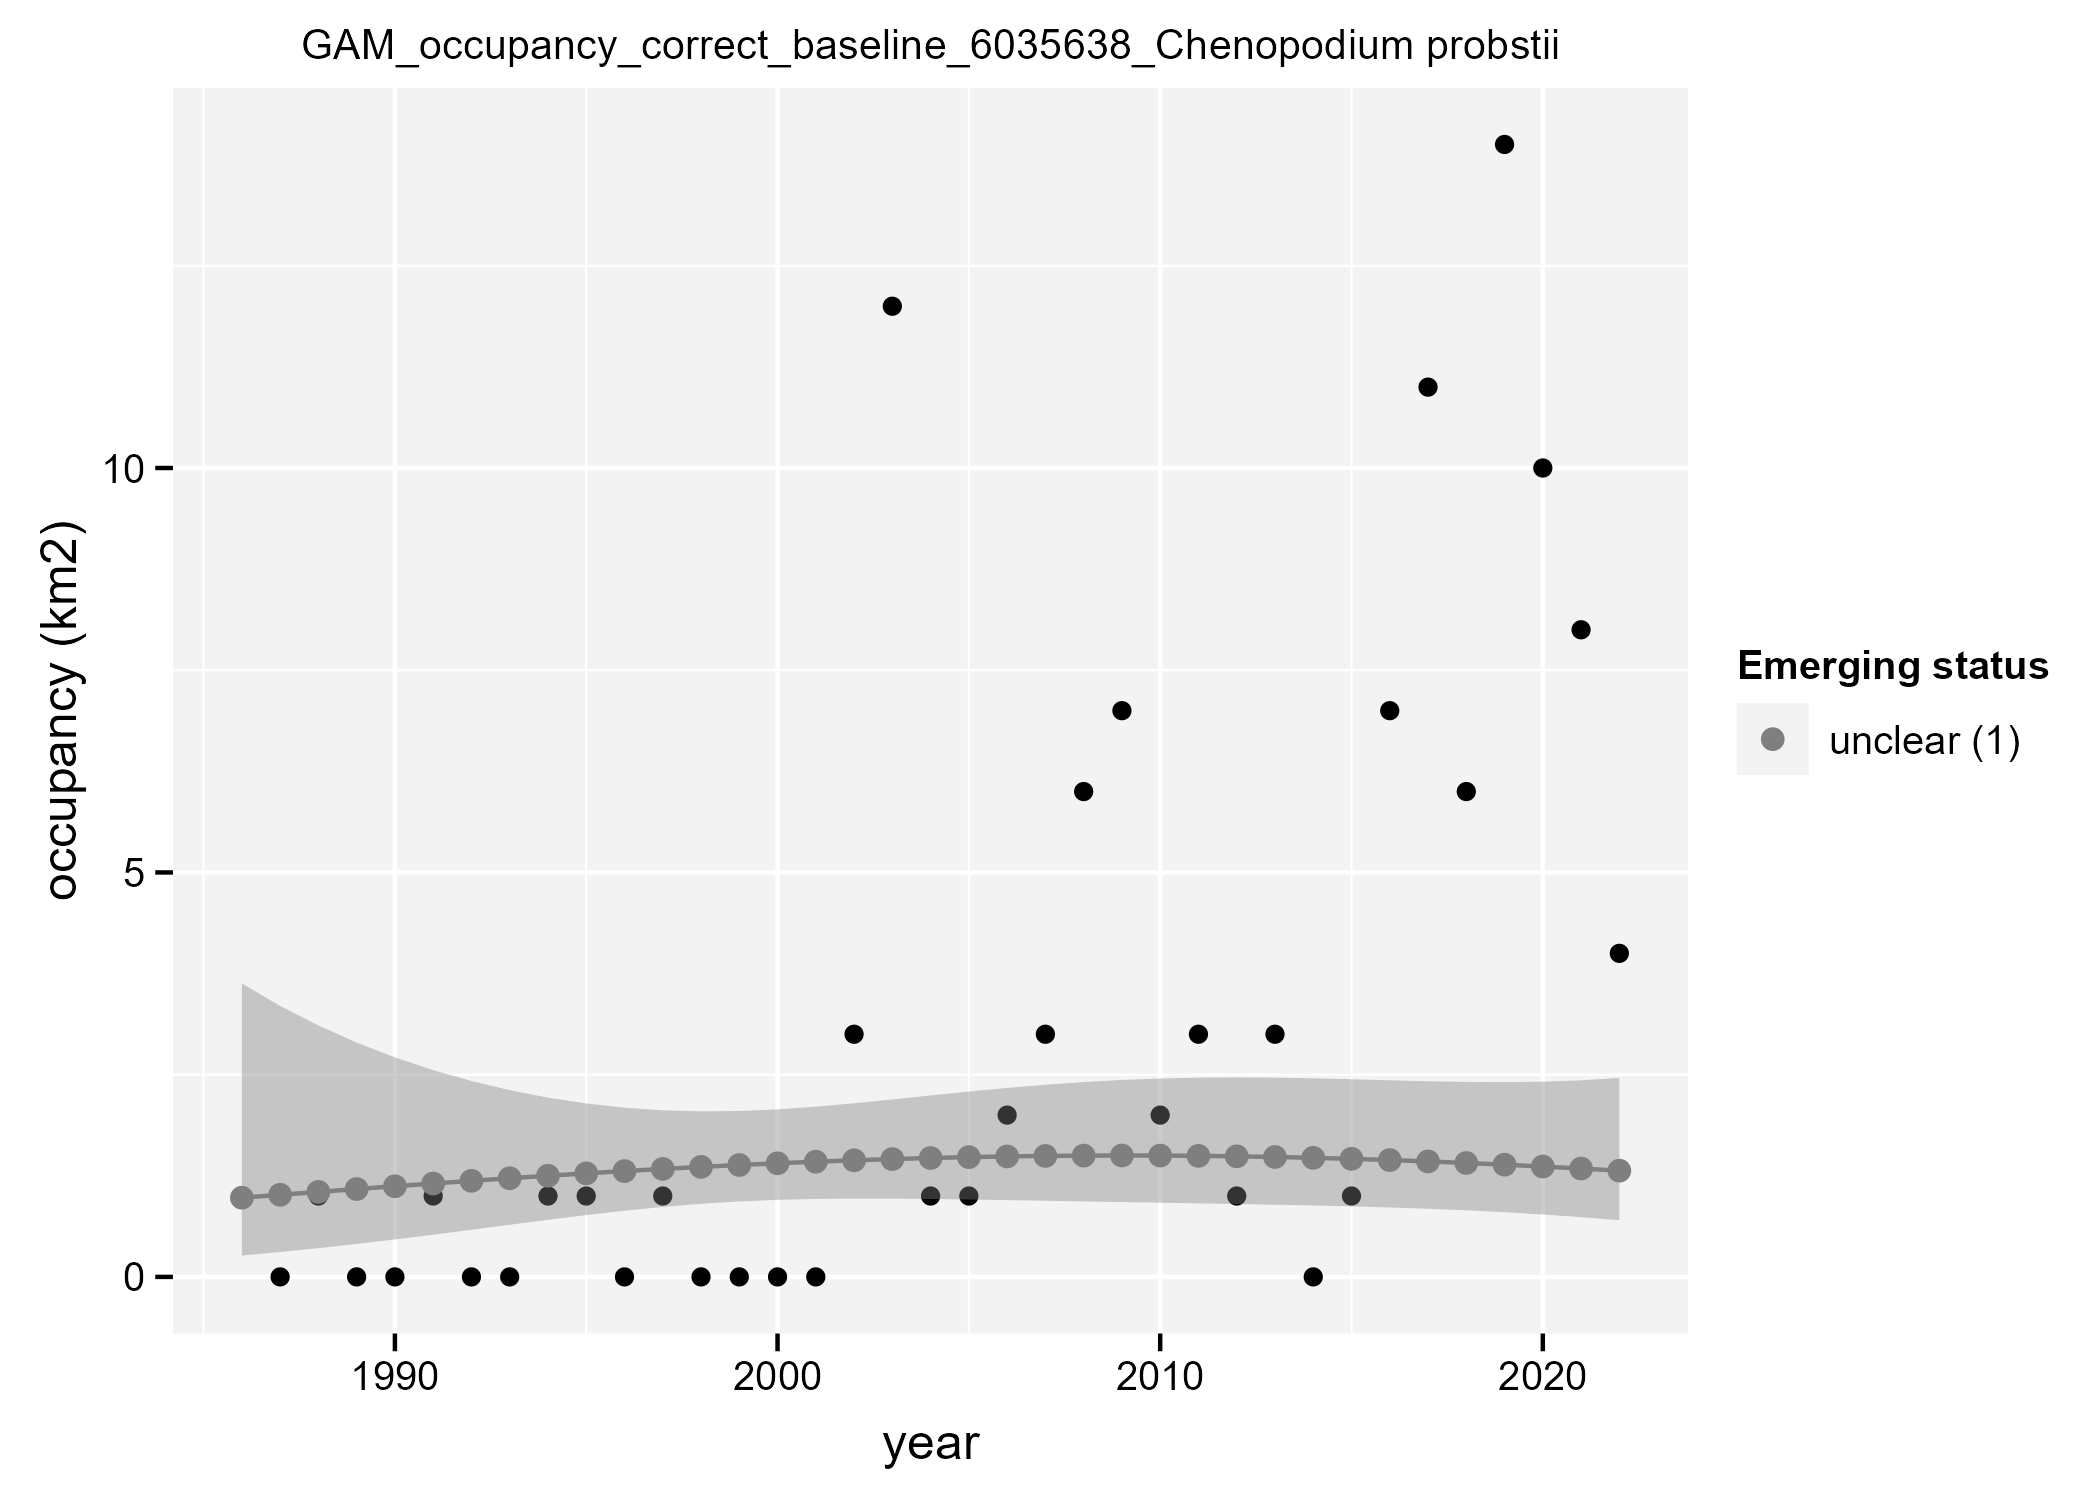 GAM_occupancy_correct_baseline_6035638_Chenopodium probstii
occupancy (km2)
10
5
0
1990
2000
2010
2020
year
Emerging status
unclear (1)